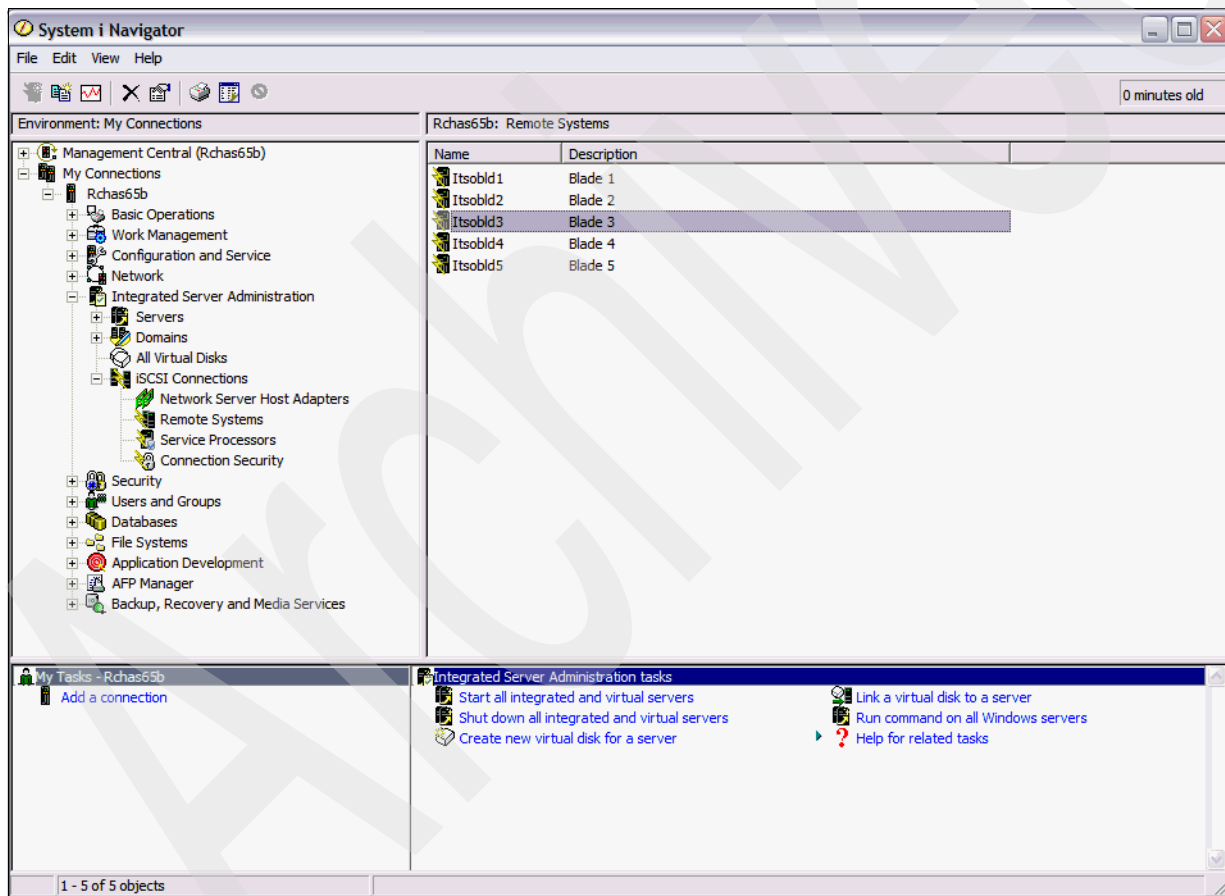 System i Navigator
File Edit View Help
0 minutes old
Environment: My Connections
Rchas65b: Remote Systems
Management Central (Rchas65b)
My Connections
Rchas65b
Basic Operations
Work Management
Configuration and Service
Network
Integrated Server Administration
Servers
Domains
All Virtual Disks
iSCSI Connections
Network Server Host Adapters
Remote Systems
Service Processors
Connection Security
Security
Users and Groups
Databases
File Systems
Application Development
AFP Manager
Backup, Recovery and Media Services
Name Description
Itsobld1 Blade 1
Itsobld2 Blade 2
Itsobld3 Blade 3
Itsobld4 Blade 4
Itsobld5 Blade 5
My Tasks - Rchas65b
Add a connection
Integrated Server Administration tasks
Start all integrated and virtual servers
Shut down all integrated and virtual servers
Create new virtual disk for a server
Link a virtual disk to a server
Run command on all Windows servers
Help for related tasks
1 - 5 of 5 objects
Archive